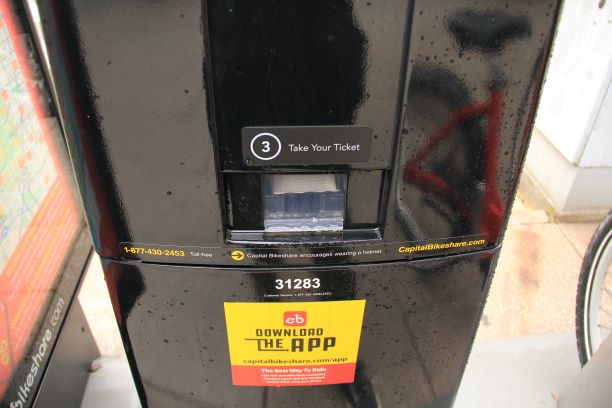 3 Take Your Ticket
1-877-430-2453 Toll-free Capital Bikeshare encourages wearing a helmet. CapitalBikeshare.com
31283
cb
DOWNLOAD
THE APP
capitalbikeshare.com/app
The Best Way To Ride
bikeshare.com